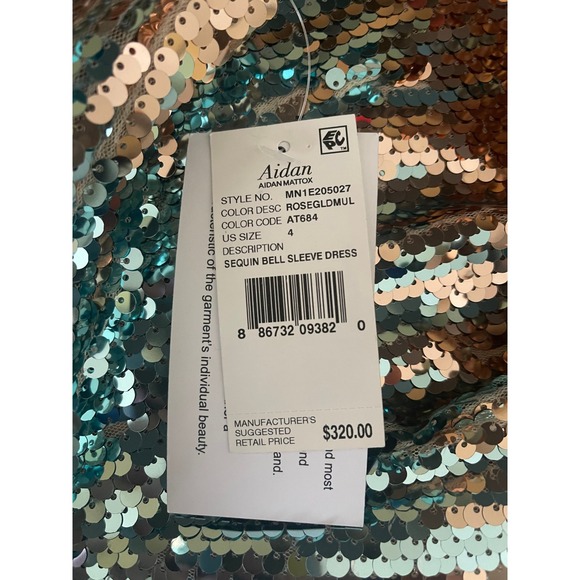 EPC™
Aidan
AIDAN MATTOX
STYLE NO. MN1E205027
COLOR DESC ROSEGLDMUL
COLOR CODE AT684
US SIZE 4
DESCRIPTION
SEQUIN BELL SLEEVE DRESS
8 86732 09382 0
MANUFACTURER'S
SUGGESTED
RETAIL PRICE $320.00
of the garment's individual beauty.
and.
nd
d most